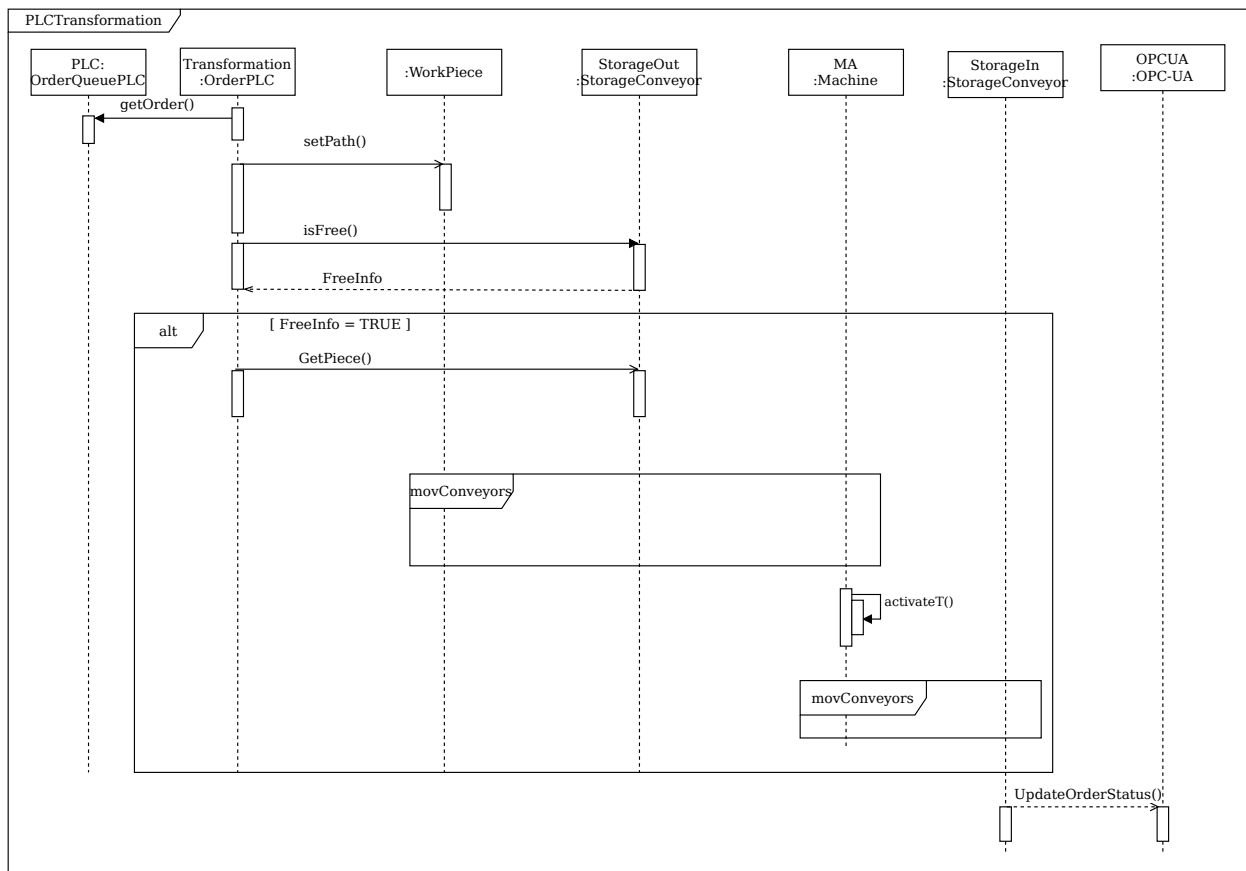 PLCTransformation
PLC:
OrderQueuePLC
Transformation
:OrderPLC
:WorkPiece
StorageOut
:StorageConveyor
MA
:Machine
StorageIn
:StorageConveyor
OPCUA
:OPC-UA
getOrder()
setPath()
isFree()
FreeInfo
alt
[ FreeInfo = TRUE ]
GetPiece()
movConveyors
activateT()
movConveyors
UpdateOrderStatus()